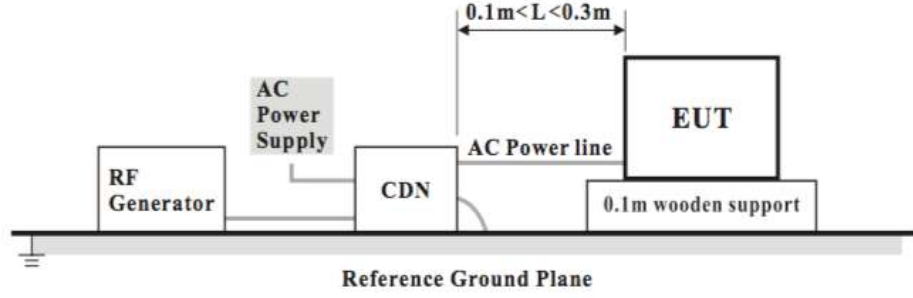 0.1m<L<0.3m
AC
Power
Supply
EUT
AC Power line
RF
Generator
CDN
0.1m wooden support
Reference Ground Plane